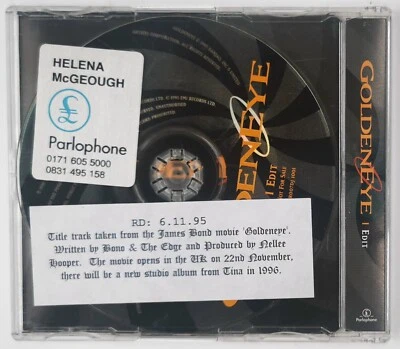 HELENA
McGEOUGH
£
Parlophone
0171 605 5000
0831 495 158
GOLDENEYE
1 EDIT
RD: 6.11.95
Title track taken from the James Bond movie 'Goldeneye'.
Written by Bono & The Edge and Produced by Nellee
Hooper. The movie opens in the UK on 22nd November,
there will be a new studio album from Tina in 1996.
GOLDENEYE
1 EDIT
Parlophone